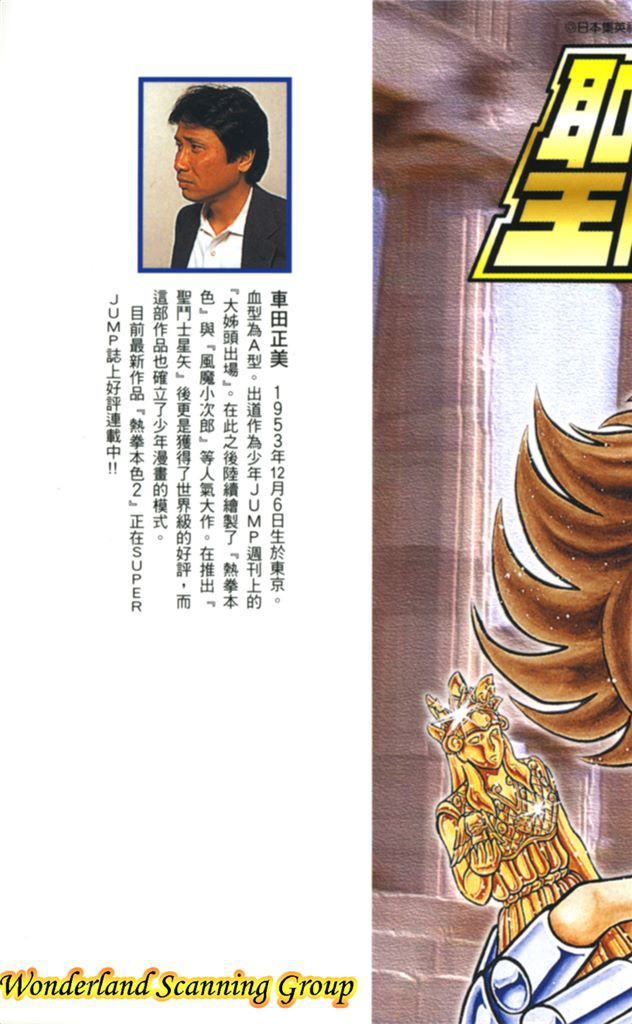 ©日本集英
聖
車田正美　1953年12月6日生於東京。
血型為A型。出道作為少年JUMP週刊上的
『大姊頭出場』。在此之後陸續繪製了『熱拳本
色』與『風魔小次郎』等人氣大作。在推出『
聖鬥士星矢』後更是獲得了世界級的好評，而
這部作品也確立了少年漫畫的模式。
目前最新作品『熱拳本色2』正在SUPER
JUMP誌上好評連載中!!
Wonderland Scanning Group